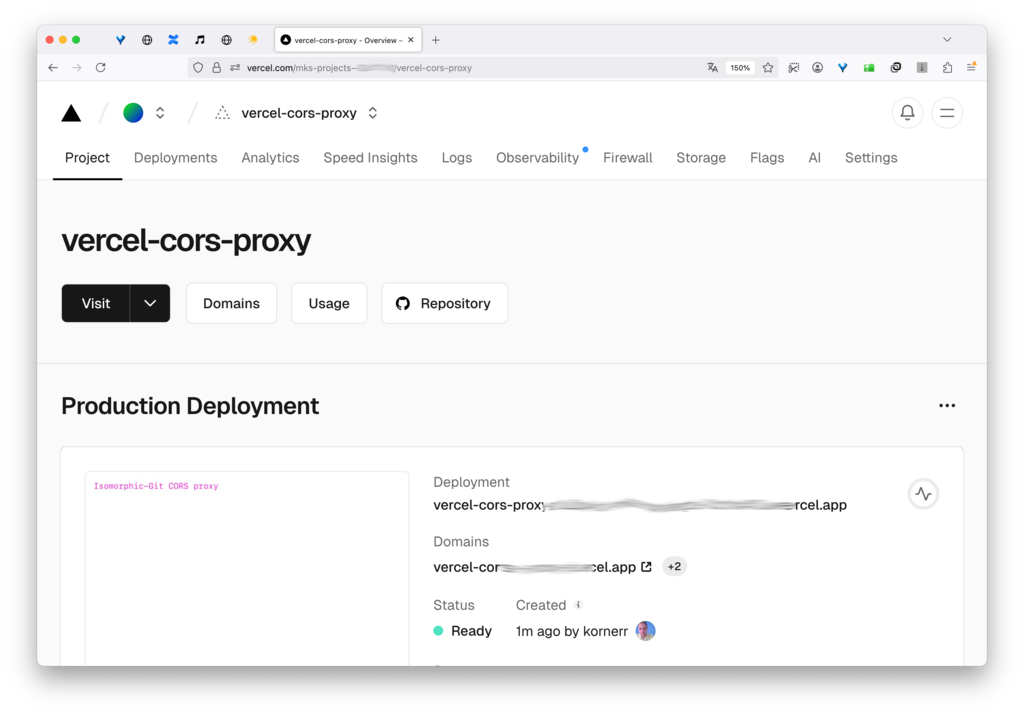 vercel-cors-proxy – Overview –
vercel.com/mks-projects- /vercel-cors-proxy
150%
vercel-cors-proxy
Project Deployments Analytics Speed Insights Logs Observability Firewall Storage Flags AI Settings
vercel-cors-proxy
Visit Domains Usage Repository
Production Deployment
Isomorphic-Git CORS proxy
Deployment
vercel-cors-proxy rcel.app
Domains
vercel-cor cel.app +2
Status Created
Ready 1m ago by kornerr